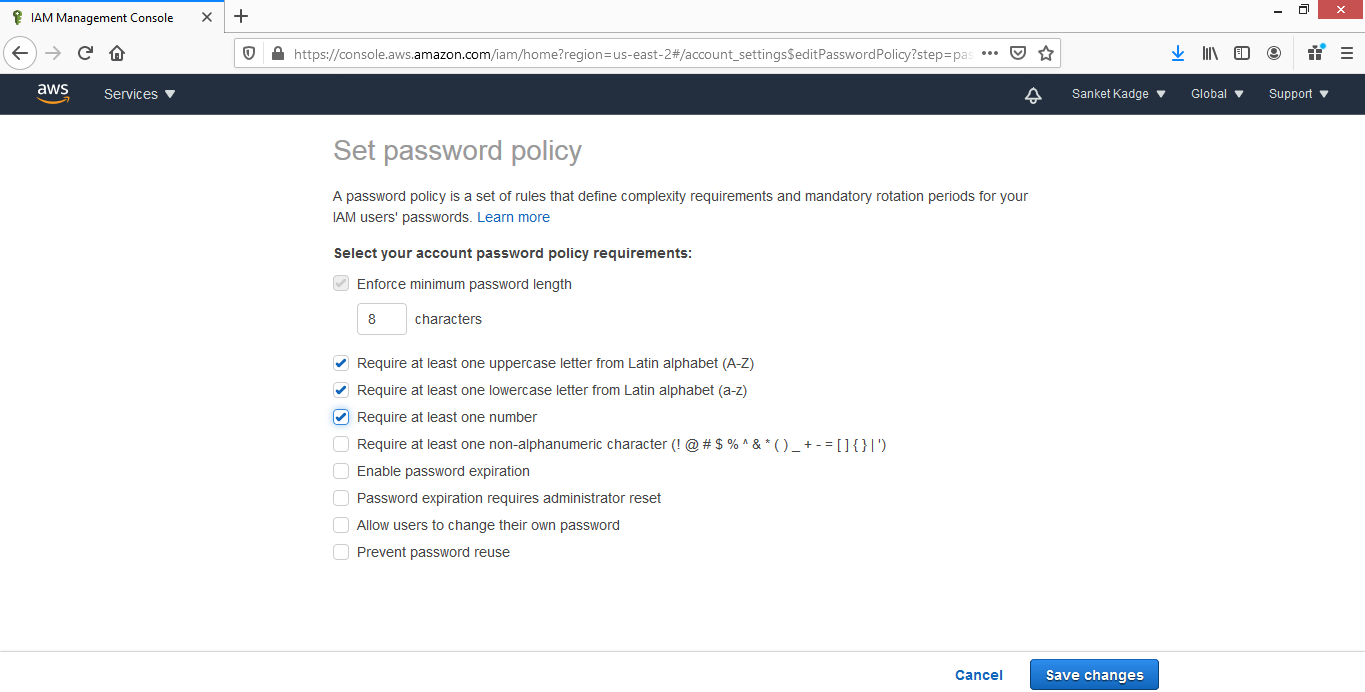 IAM Management Console
https://console.aws.amazon.com/iam/home?region=us-east-2#/account_settings$editPasswordPolicy?step=pas
aws Services Sanket Kadge Global Support
Set password policy
A password policy is a set of rules that define complexity requirements and mandatory rotation periods for your
IAM users' passwords. Learn more
Select your account password policy requirements:
Enforce minimum password length
8 characters
Require at least one uppercase letter from Latin alphabet (A-Z)
Require at least one lowercase letter from Latin alphabet (a-z)
Require at least one number
Require at least one non-alphanumeric character (! @ # $ % ^ & * ( ) _ + - = [ ] { } | ')
Enable password expiration
Password expiration requires administrator reset
Allow users to change their own password
Prevent password reuse
Cancel Save changes